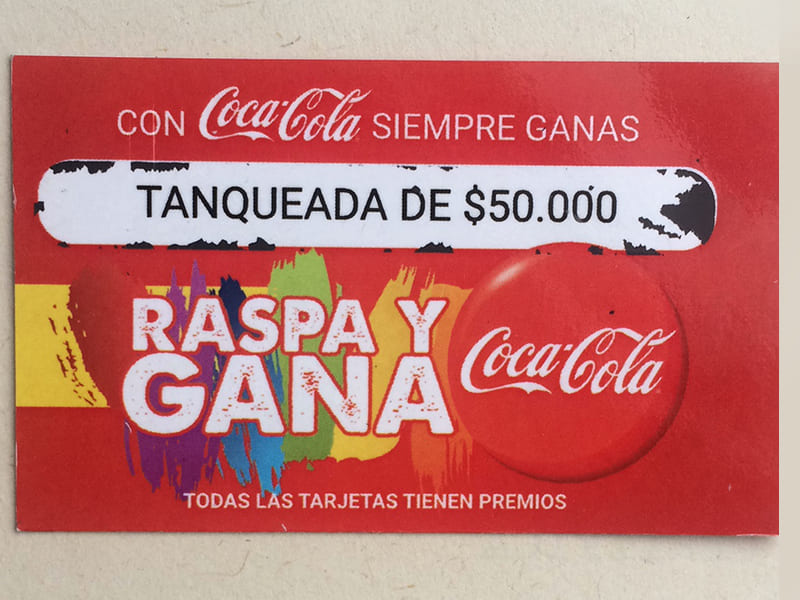 CON Coca-Cola SIEMPRE GANAS
TANQUEADA DE $50.000
RASPA Y
GANA
Coca-Cola
TODAS LAS TARJETAS TIENEN PREMIOS